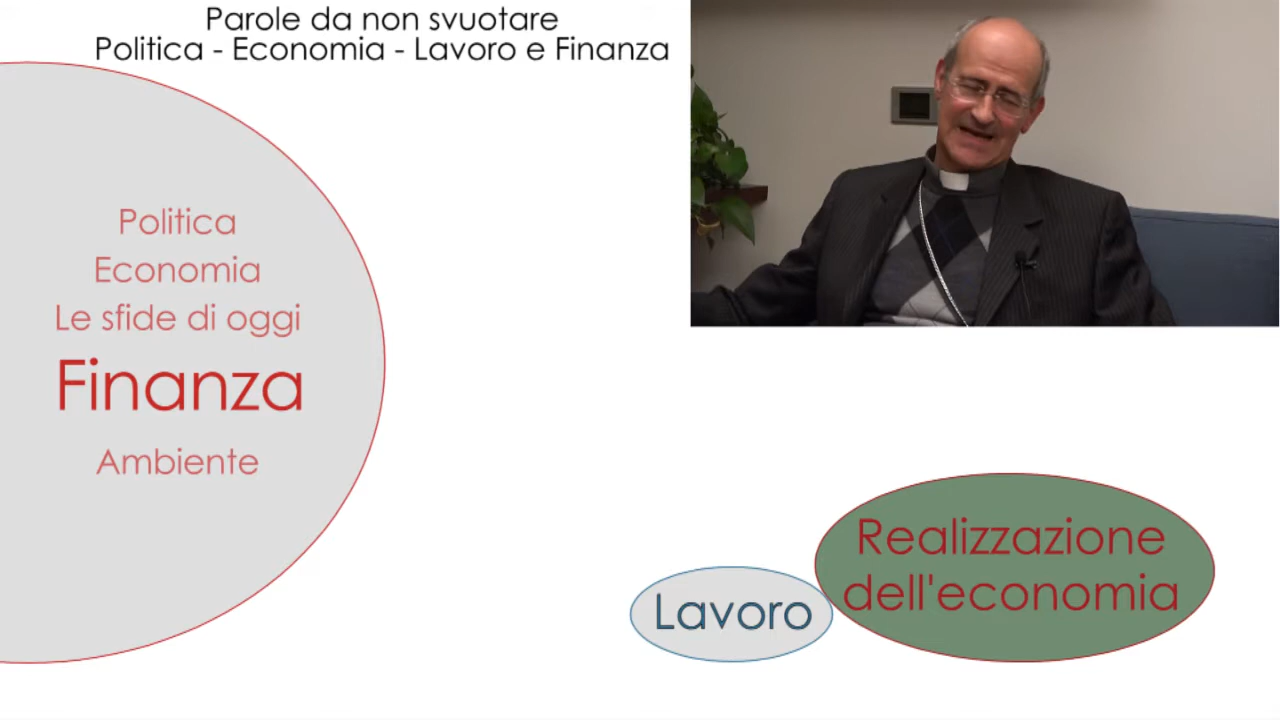 Parole da non svuotare
Politica - Economia - Lavoro e Finanza
Politica
Economia
Le sfide di oggi
Finanza
Ambiente
Lavoro
Realizzazione
dell'economia